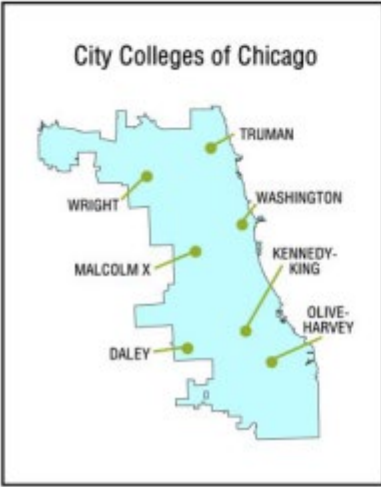 City Colleges of Chicago
TRUMAN
WRIGHT
WASHINGTON
MALCOLM X
KENNEDY-
KING
OLIVE-
HARVEY
DALEY